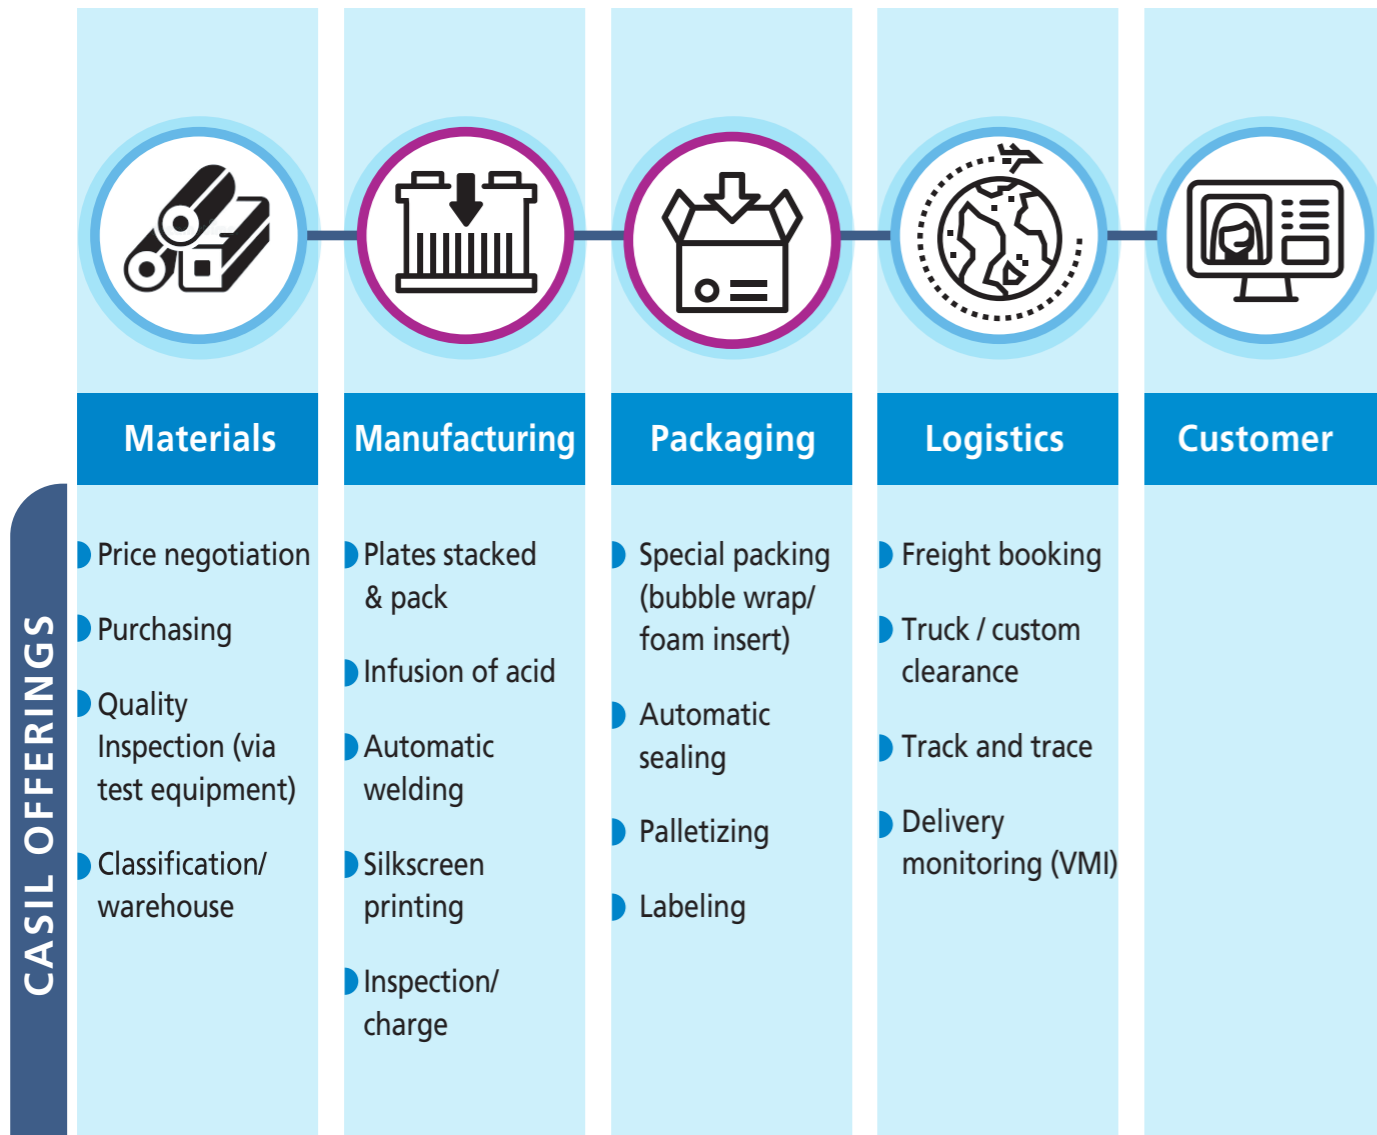 Materials
Manufacturing
Packaging
Logistics
Customer
CASIL OFFERINGS
Price negotiation
Purchasing
Quality
Inspection (via
test equipment)
Classification/
warehouse
Plates stacked
& pack
Infusion of acid
Automatic
welding
Silkscreen
printing
Inspection/
charge
Special packing
(bubble wrap/
foam insert)
Automatic
sealing
Palletizing
Labeling
Freight booking
Truck / custom
clearance
Track and trace
Delivery
monitoring (VMI)